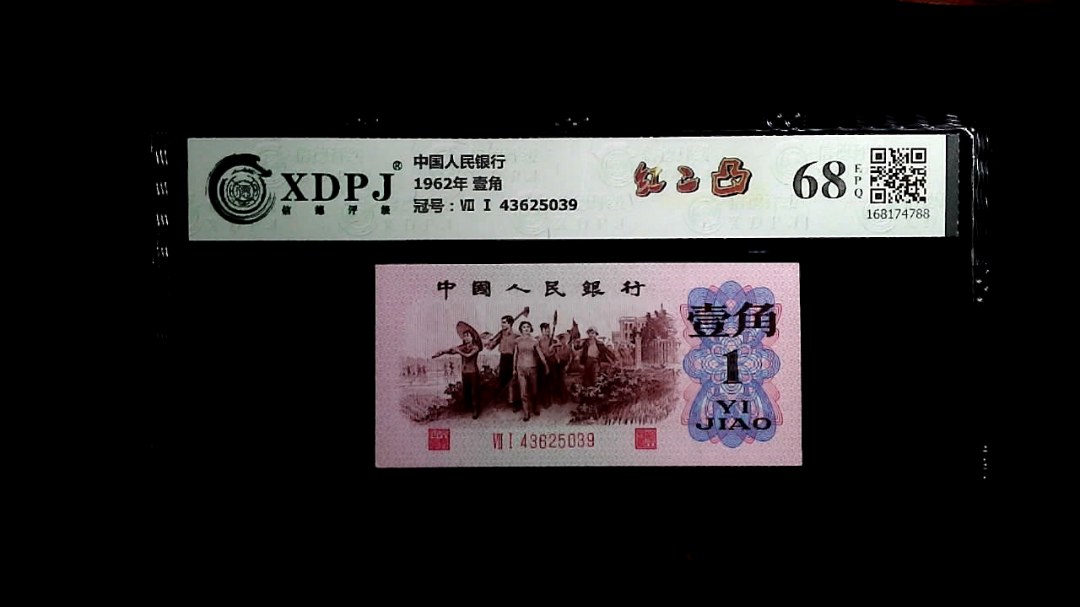 XDPJ®
信德评级
中国人民银行
1962年 壹角
冠号：Ⅶ Ⅰ 43625039
红二凸
68
EPQ
168174788
中國人民銀行
壹角
1
YI
JIAO
Ⅶ Ⅰ 43625039